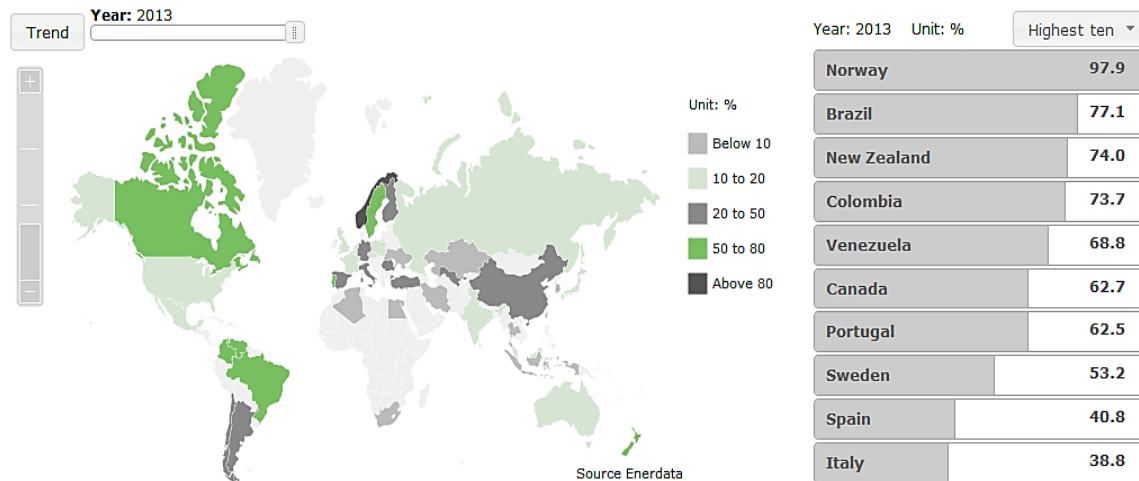 Trend
Year: 2013
+
−
Unit: %
Below 10
10 to 20
20 to 50
50 to 80
Above 80
Source Enerdata
Year: 2013 Unit: % Highest ten
Norway 97.9
Brazil 77.1
New Zealand 74.0
Colombia 73.7
Venezuela 68.8
Canada 62.7
Portugal 62.5
Sweden 53.2
Spain 40.8
Italy 38.8